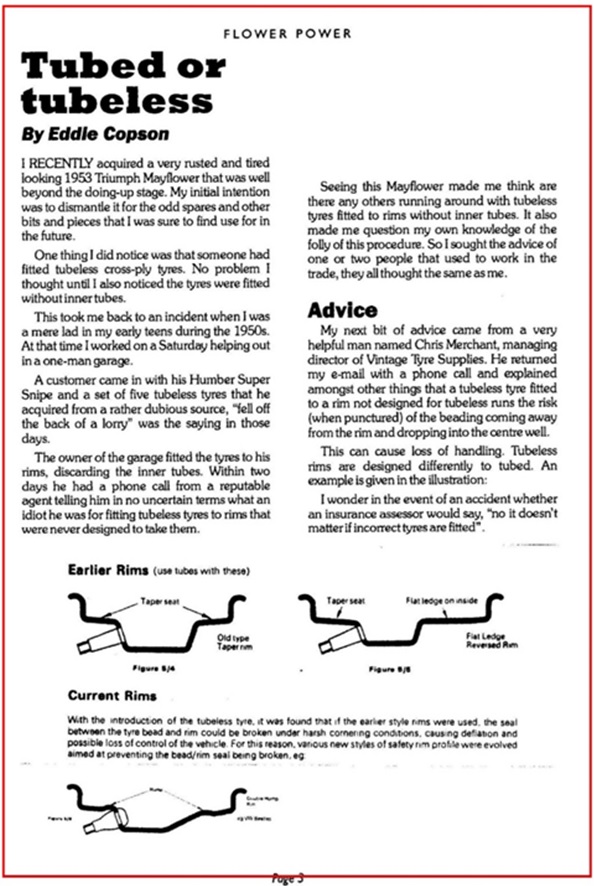 FLOWER POWER
Tubed or
tubeless
By Eddie Copson
I RECENTLY acquired a very rusted and tired
looking 1953 Triumph Mayflower that was well
beyond the doing-up stage. My initial intention
was to dismantle it for the odd spares and other
bits and pieces that I was sure to find use for in
the future.
One thing I did notice was that someone had
fitted tubeless cross-ply tyres. No problem I
thought until I also noticed the tyres were fitted
without inner tubes.
This took me back to an incident when I was
a mere lad in my early teens during the 1950s.
At that time I worked on a Saturday helping out
in a one-man garage.
A customer came in with his Humber Super
Snipe and a set of five tubeless tyres that he
acquired from a rather dubious source, "fell off
the back of a lorry" was the saying in those
days.
The owner of the garage fitted the tyres to his
rims, discarding the inner tubes. Within two
days he had a phone call from a reputable
agent telling him in no uncertain terms what an
idiot he was for fitting tubeless tyres to rims that
were never designed to take them.
Seeing this Mayflower made me think are
there any others running around with tubeless
tyres fitted to rims without inner tubes. It also
made me question my own knowledge of the
folly of this procedure. So I sought the advice of
one or two people that used to work in the
trade, they all thought the same as me.
Advice
My next bit of advice came from a very
helpful man named Chris Merchant, managing
director of Vintage Tyre Supplies. He returned
my e-mail with a phone call and explained
amongst other things that a tubeless tyre fitted
to a rim not designed for tubeless runs the risk
(when punctured) of the beading coming away
from the rim and dropping into the centre well.
This can cause loss of handling. Tubeless
rims are designed differently to tubed. An
example is given in the illustration:
I wonder in the event of an accident whether
an insurance assessor would say, "no it doesn't
matter if incorrect tyres are fitted".
Earlier Rims (use tubes with these)
Taper seat
Old type
Taper rim
Figure 5/4
Taper seat
Flat ledge on inside
Flat Ledge
Reversed Rim
Figure 5/5
Current Rims
With the introduction of the tubeless tyre, it was found that if the earlier style rims were used, the seal
between the tyre bead and rim could be broken under harsh cornering conditions, causing deflation and
possible loss of control of the vehicle. For this reason, various new styles of safety rim profile were evolved
aimed at preventing the bead/rim seal being broken, eg:
Hump
Double Hump
Rim
Page 3